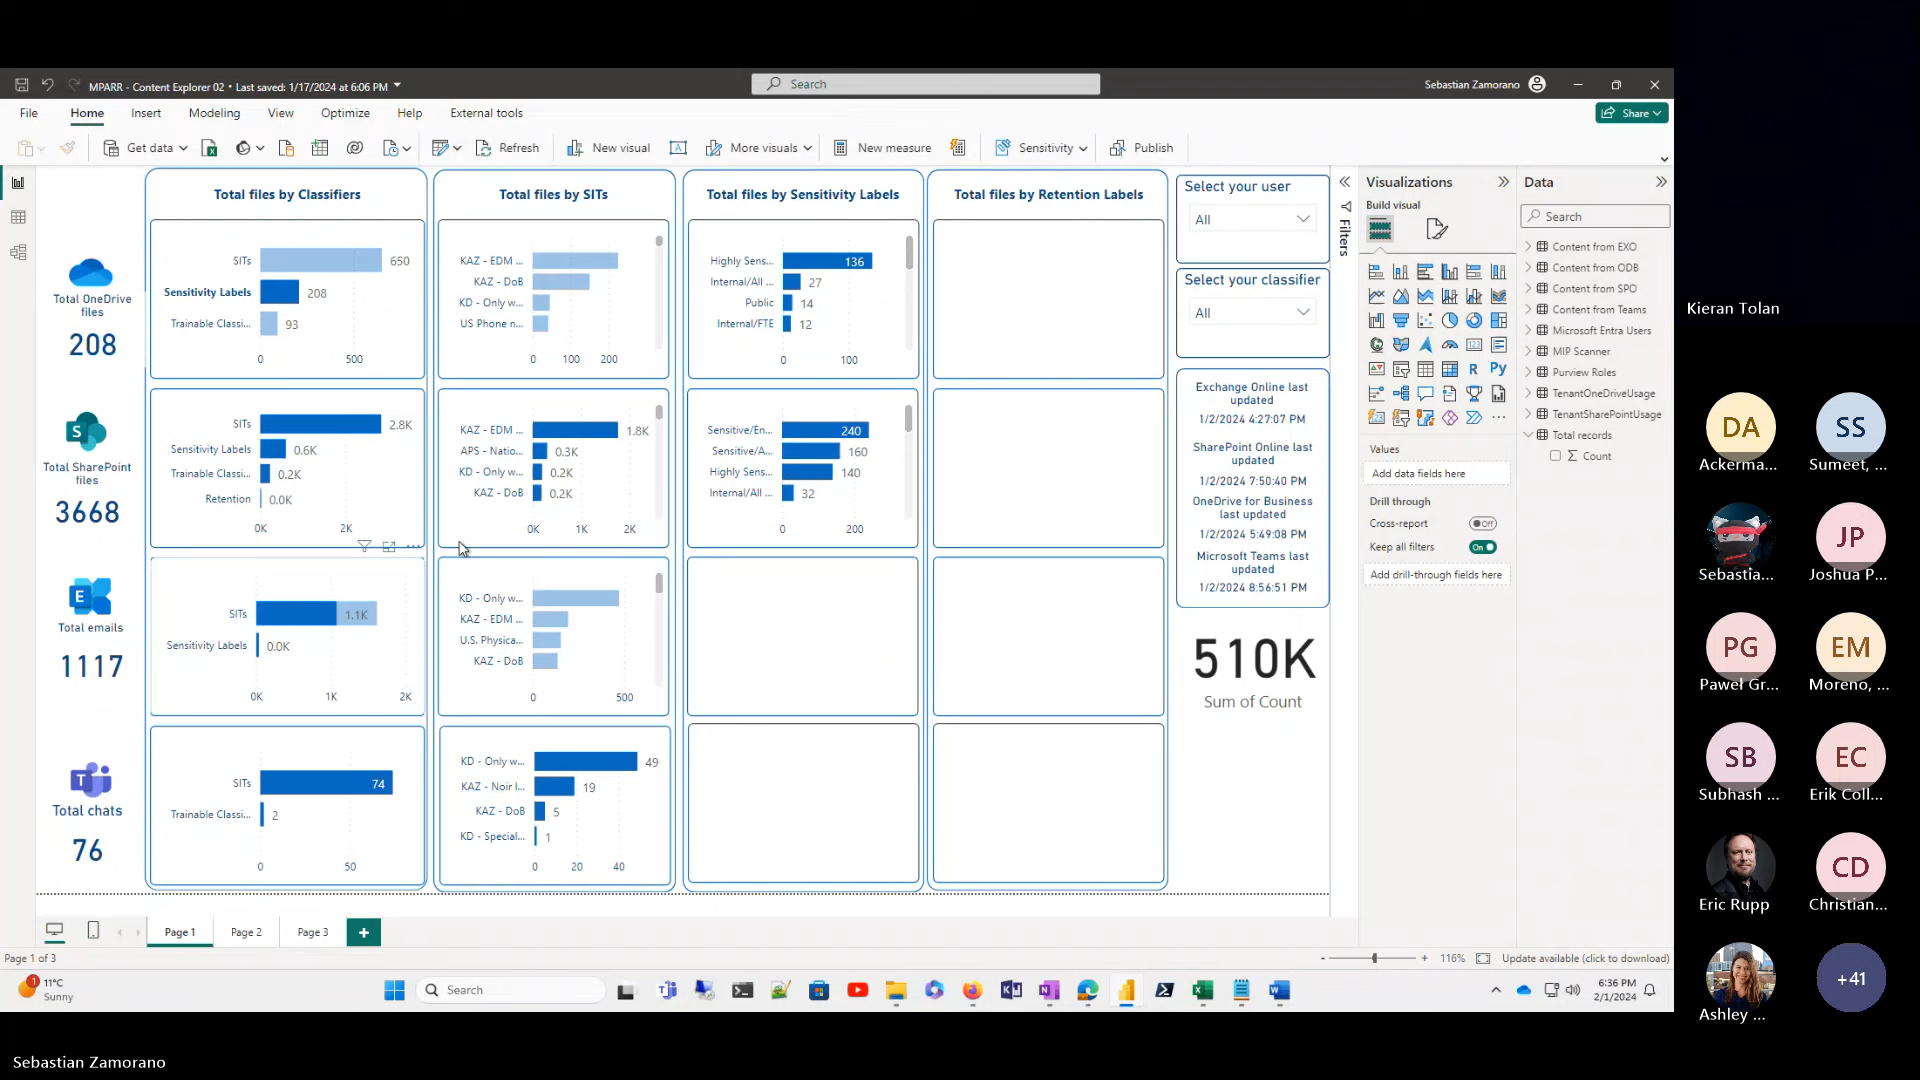 MPARR - Content Explorer 02 • Last saved: 1/17/2024 at 6:06 PM
Search
Sebastian Zamorano
File Home Insert Modeling View Optimize Help External tools
Share
Get data
Refresh
New visual
More visuals
New measure
Sensitivity
Publish
Total OneDrive files
208
Total SharePoint files
3668
Total emails
1117
Total chats
76
Total files by Classifiers
SITs 650
Sensitivity Labels 208
Trainable Classi... 93
0 500
SITs 2.8K
Sensitivity Labels 0.6K
Trainable Classi... 0.2K
Retention 0.0K
0K 2K
SITs 1.1K
Sensitivity Labels 0.0K
0K 1K 2K
SITs 74
Trainable Classi... 2
0 50
Total files by SITs
KAZ - EDM ...
KAZ - DoB
KD - Only w...
US Phone n...
0 100 200
KAZ - EDM ... 1.8K
APS - Natio... 0.3K
KD - Only w... 0.2K
KAZ - DoB 0.2K
0K 1K 2K
KD - Only w...
KAZ - EDM ...
U.S. Physica...
KAZ - DoB
0 500
KD - Only w... 49
KAZ - Noir I... 19
KAZ - DoB 5
KD - Special... 1
0 20 40
Total files by Sensitivity Labels
Highly Sens... 136
Internal/All ... 27
Public 14
Internal/FTE 12
0 100
Sensitive/En... 240
Sensitive/A... 160
Highly Sens... 140
Internal/All ... 32
0 200
Total files by Retention Labels
Select your user
All
Select your classifier
All
Exchange Online last updated
1/2/2024 4:27:07 PM
SharePoint Online last updated
1/2/2024 7:50:40 PM
OneDrive for Business last updated
1/2/2024 5:49:08 PM
Microsoft Teams last updated
1/2/2024 8:56:51 PM
510K
Sum of Count
Filters
Visualizations
Build visual
R Py
Values
Add data fields here
Drill through
Cross-report Off
Keep all filters On
Add drill-through fields here
Data
Search
Content from EXO
Content from ODB
Content from SPO
Content from Teams
Microsoft Entra Users
MIP Scanner
Purview Roles
TenantOneDriveUsage
TenantSharePointUsage
Total records
Count
Page 1 Page 2 Page 3
Page 1 of 3
116%
Update available (click to download)
1
11°C
Sunny
Search
6:36 PM
2/1/2024
Sebastian Zamorano
Kieran Tolan
DA SS
Ackerma... Sumeet, ...
JP
Sebastia... Joshua P...
PG EM
Pawel Gr... Moreno, ...
SB EC
Subhash ... Erik Coll...
CD
Eric Rupp Christian...
+41
Ashley ...